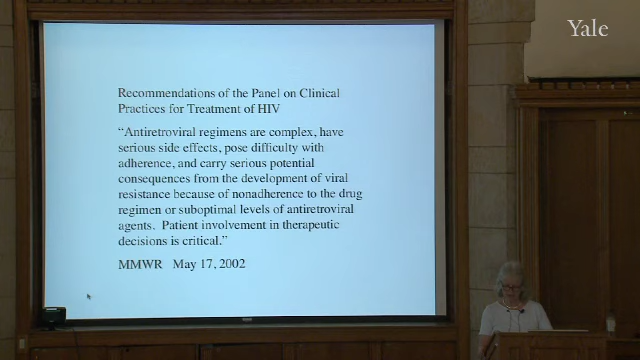 Yale
Recommendations of the Panel on Clinical
Practices for Treatment of HIV
“Antiretroviral regimens are complex, have
serious side effects, pose difficulty with
adherence, and carry serious potential
consequences from the development of viral
resistance because of nonadherence to the drug
regimen or suboptimal levels of antiretroviral
agents. Patient involvement in therapeutic
decisions is critical.”
MMWR May 17, 2002